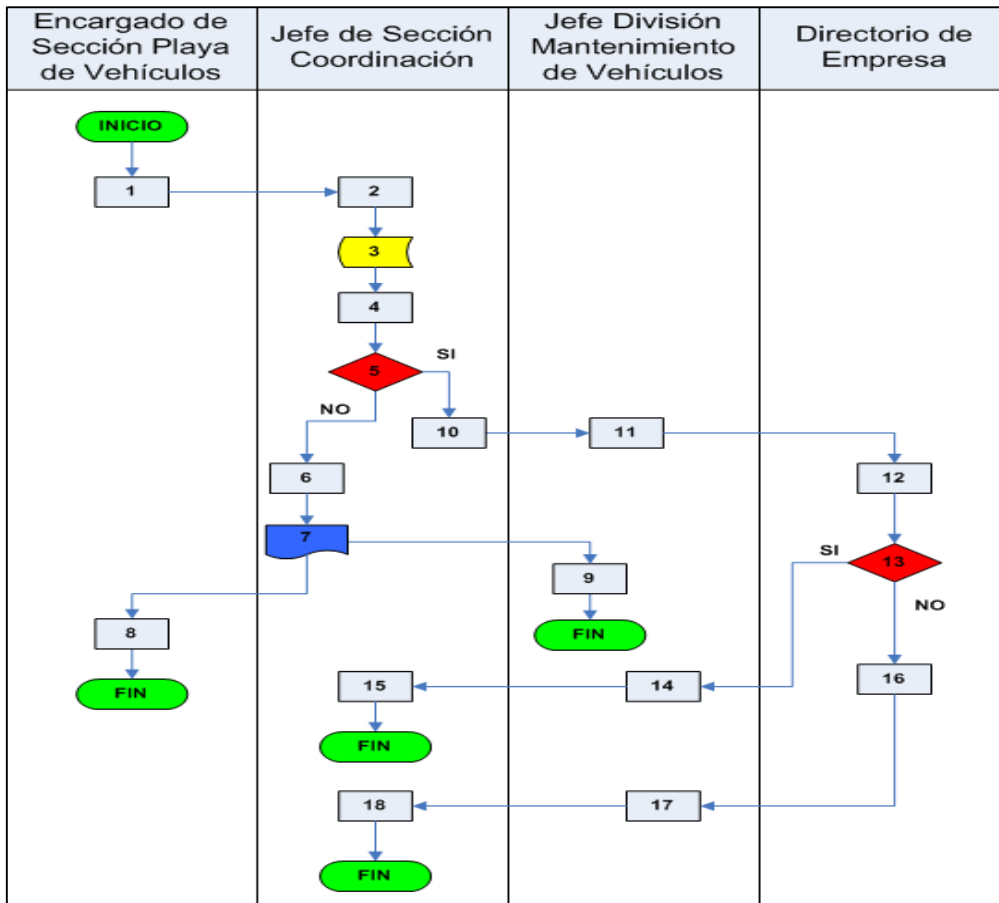 Encargado de
Sección Playa
de Vehículos
Jefe de Sección
Coordinación
Jefe División
Mantenimiento
de Vehículos
Directorio de
Empresa
INICIO
1
2
3
4
5
SI
NO
10
11
12
6
7
SI
13
9
NO
8
FIN
FIN
15
14
16
FIN
18
17
FIN